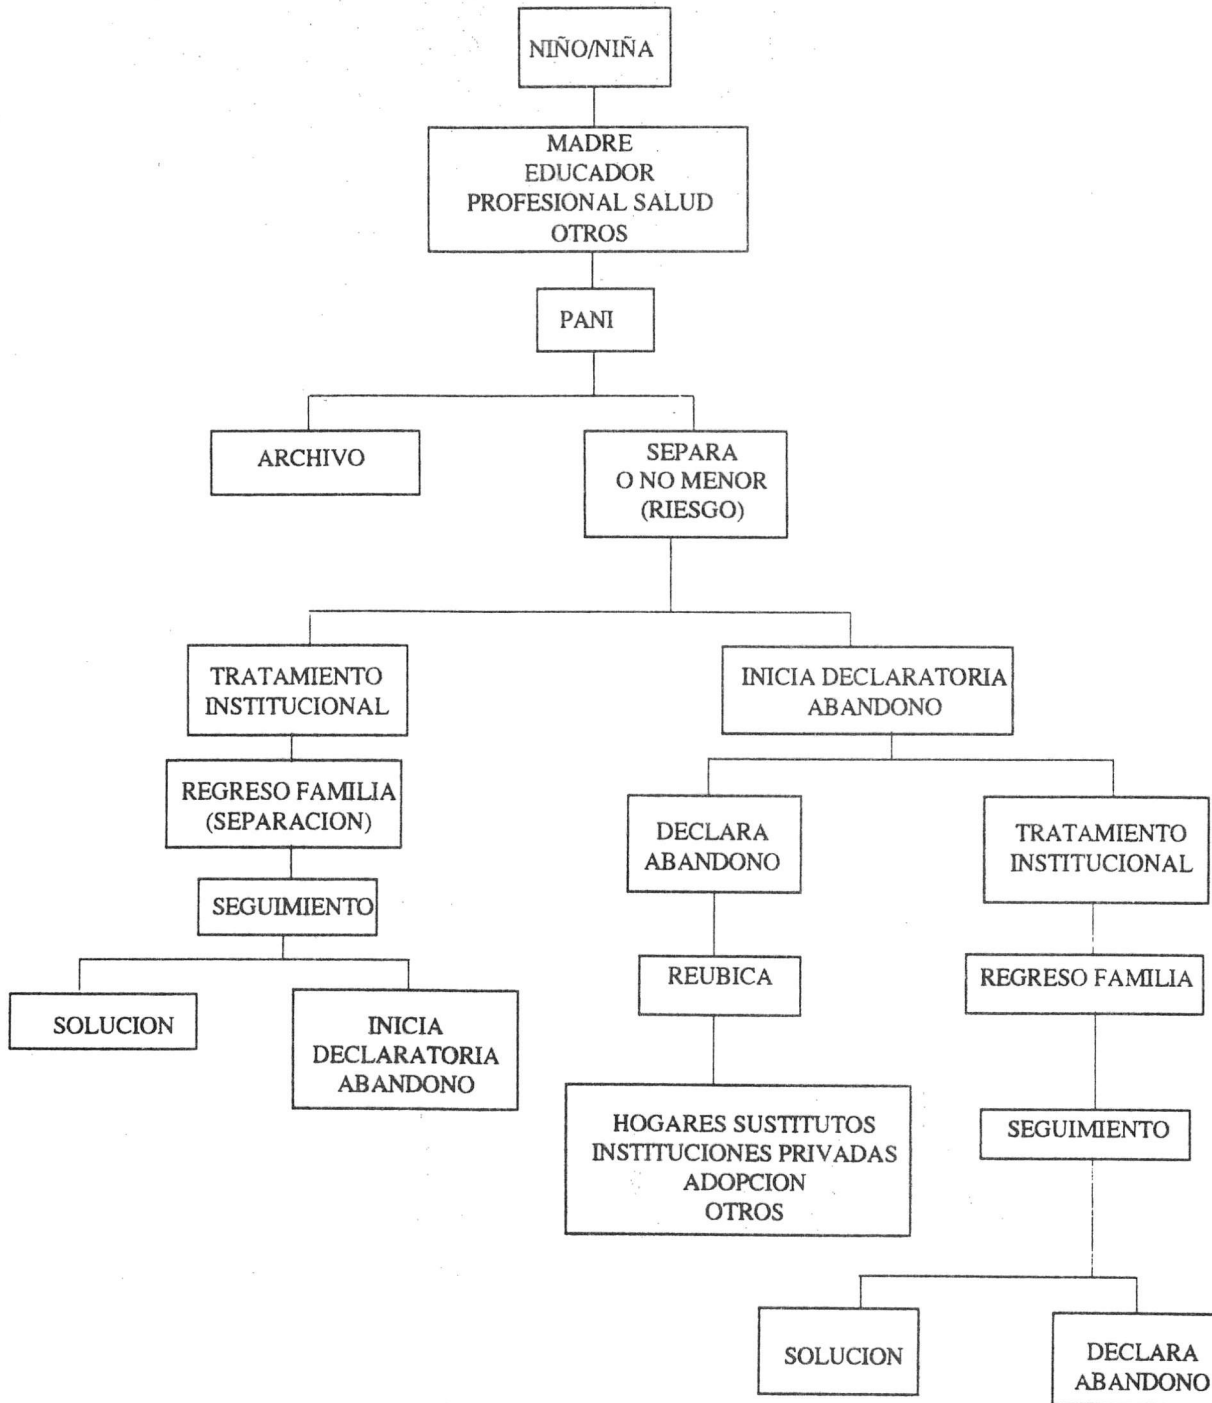 NIÑO/NIÑA
MADRE
EDUCADOR
PROFESIONAL SALUD
OTROS
PANI
ARCHIVO
SEPARA
O NO MENOR
(RIESGO)
TRATAMIENTO
INSTITUCIONAL
INICIA DECLARATORIA
ABANDONO
REGRESO FAMILIA
(SEPARACION)
DECLARA
ABANDONO
TRATAMIENTO
INSTITUCIONAL
SEGUIMIENTO
REUBICA
REGRESO FAMILIA
SOLUCION
INICIA
DECLARATORIA
ABANDONO
HOGARES SUSTITUTOS
INSTITUCIONES PRIVADAS
ADOPCION
OTROS
SEGUIMIENTO
SOLUCION
DECLARA
ABANDONO